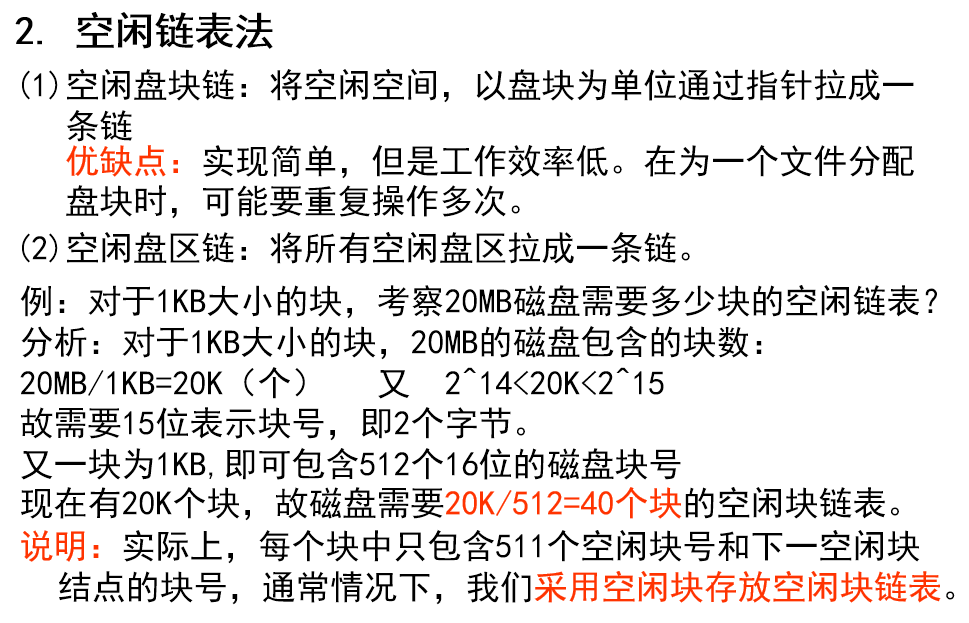 2. 空闲链表法
(1)空闲盘块链：将空闲空间，以盘块为单位通过指针拉成一
条链
优缺点：实现简单，但是工作效率低。在为一个文件分配
盘块时，可能要重复操作多次。
(2)空闲盘区链：将所有空闲盘区拉成一条链。
例：对于1KB大小的块，考察20MB磁盘需要多少块的空闲链表？
分析：对于1KB大小的块，20MB的磁盘包含的块数：
20MB/1KB=20K（个） 又 2^14<20K<2^15
故需要15位表示块号，即2个字节。
又一块为1KB,即可包含512个16位的磁盘块号
现在有20K个块，故磁盘需要20K/512=40个块的空闲块链表。
说明：实际上，每个块中只包含511个空闲块号和下一空闲块
结点的块号，通常情况下，我们采用空闲块存放空闲块链表。